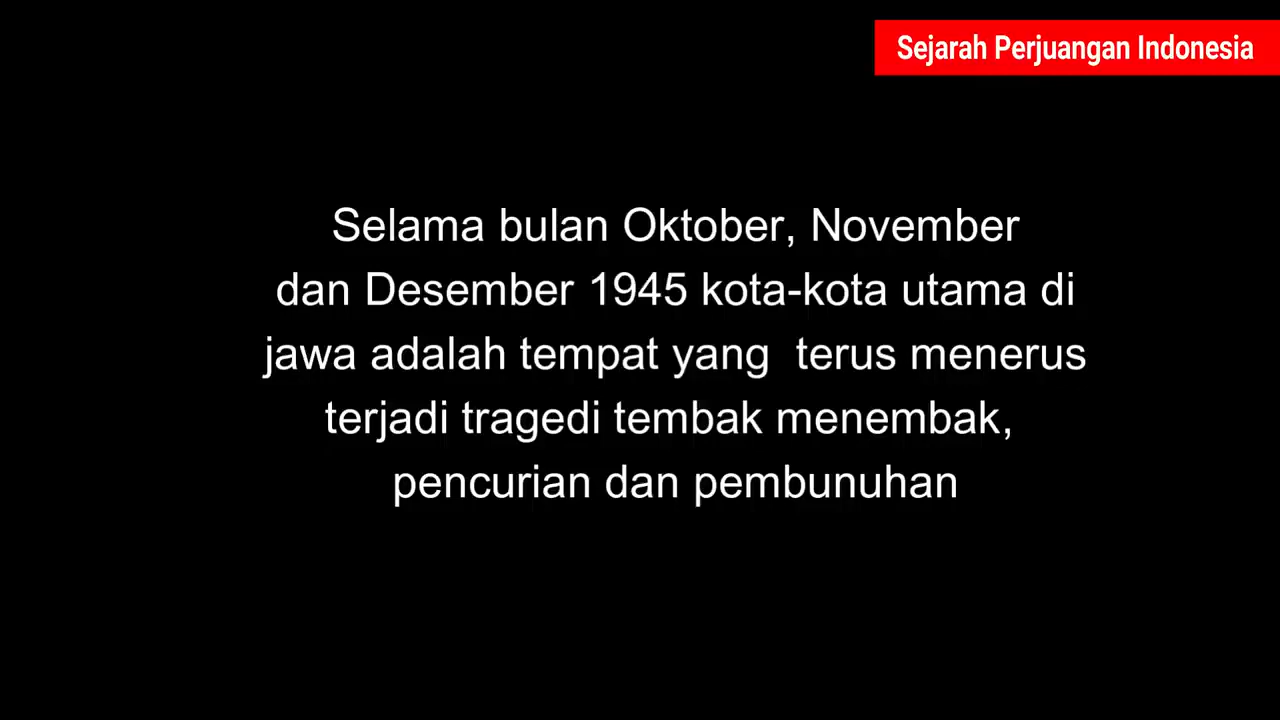 Sejarah Perjuangan Indonesia
Selama bulan Oktober, November
dan Desember 1945 kota-kota utama di
jawa adalah tempat yang  terus menerus
terjadi tragedi tembak menembak,
pencurian dan pembunuhan